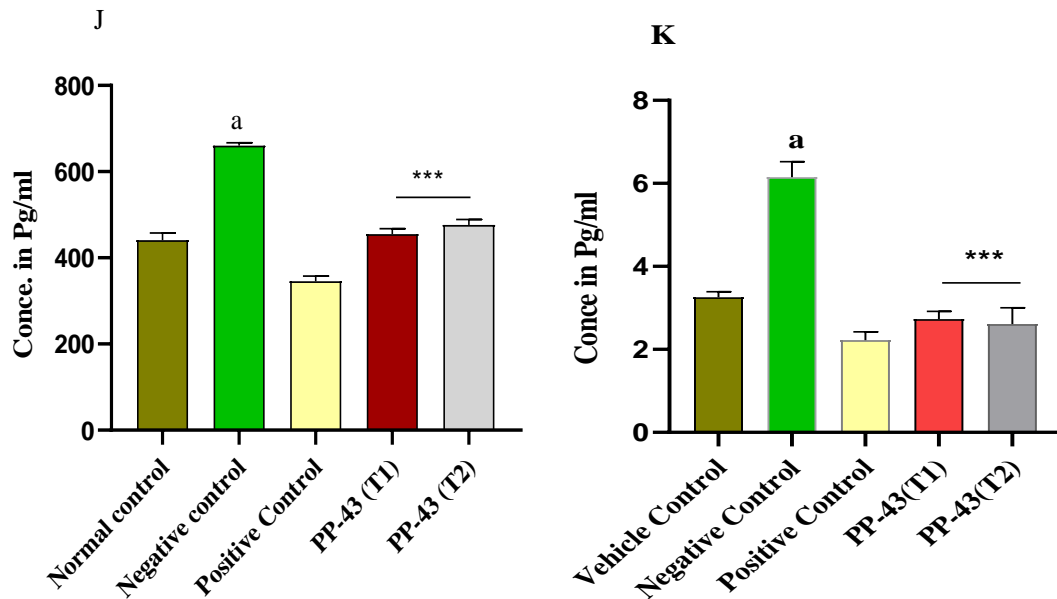 J
Conce. in Pg/ml
800
600
400
200
0
a
***
Normal control
Negative control
Positive Control
PP-43 (T1)
PP-43 (T2)
K
Conce in Pg/ml
8
6
4
2
0
a
***
Vehicle Control
Negative Control
Positive Control
PP-43(T1)
PP-43(T2)